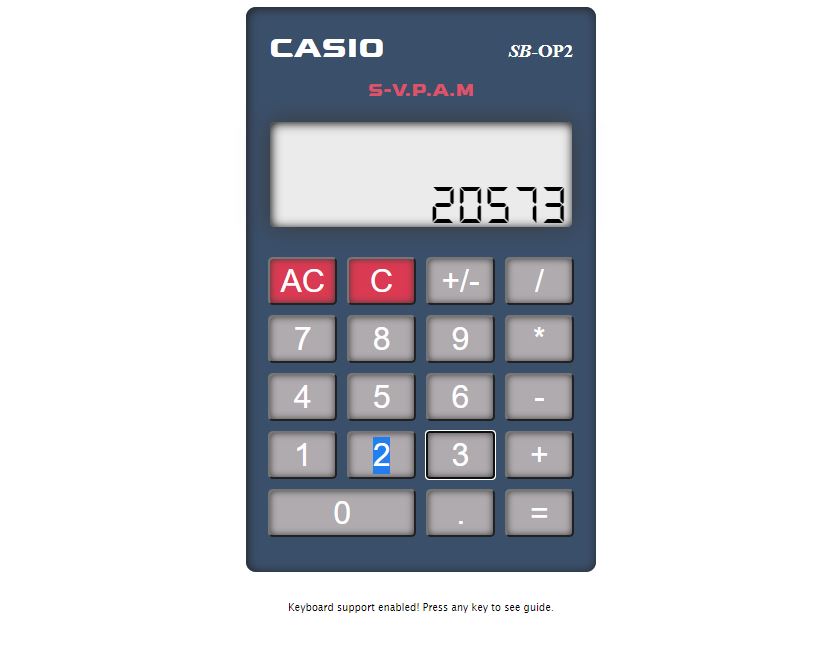 CASIO SB-OP2
S-V.P.A.M
20573
AC C +/- /
7 8 9 *
4 5 6 -
1 2 3 +
0 . =
Keyboard support enabled! Press any key to see guide.